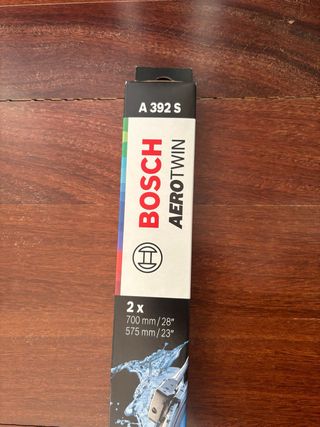 A 392 S
BOSCH
AEROTWIN
2 x
700 mm / 28"
575 mm / 23"